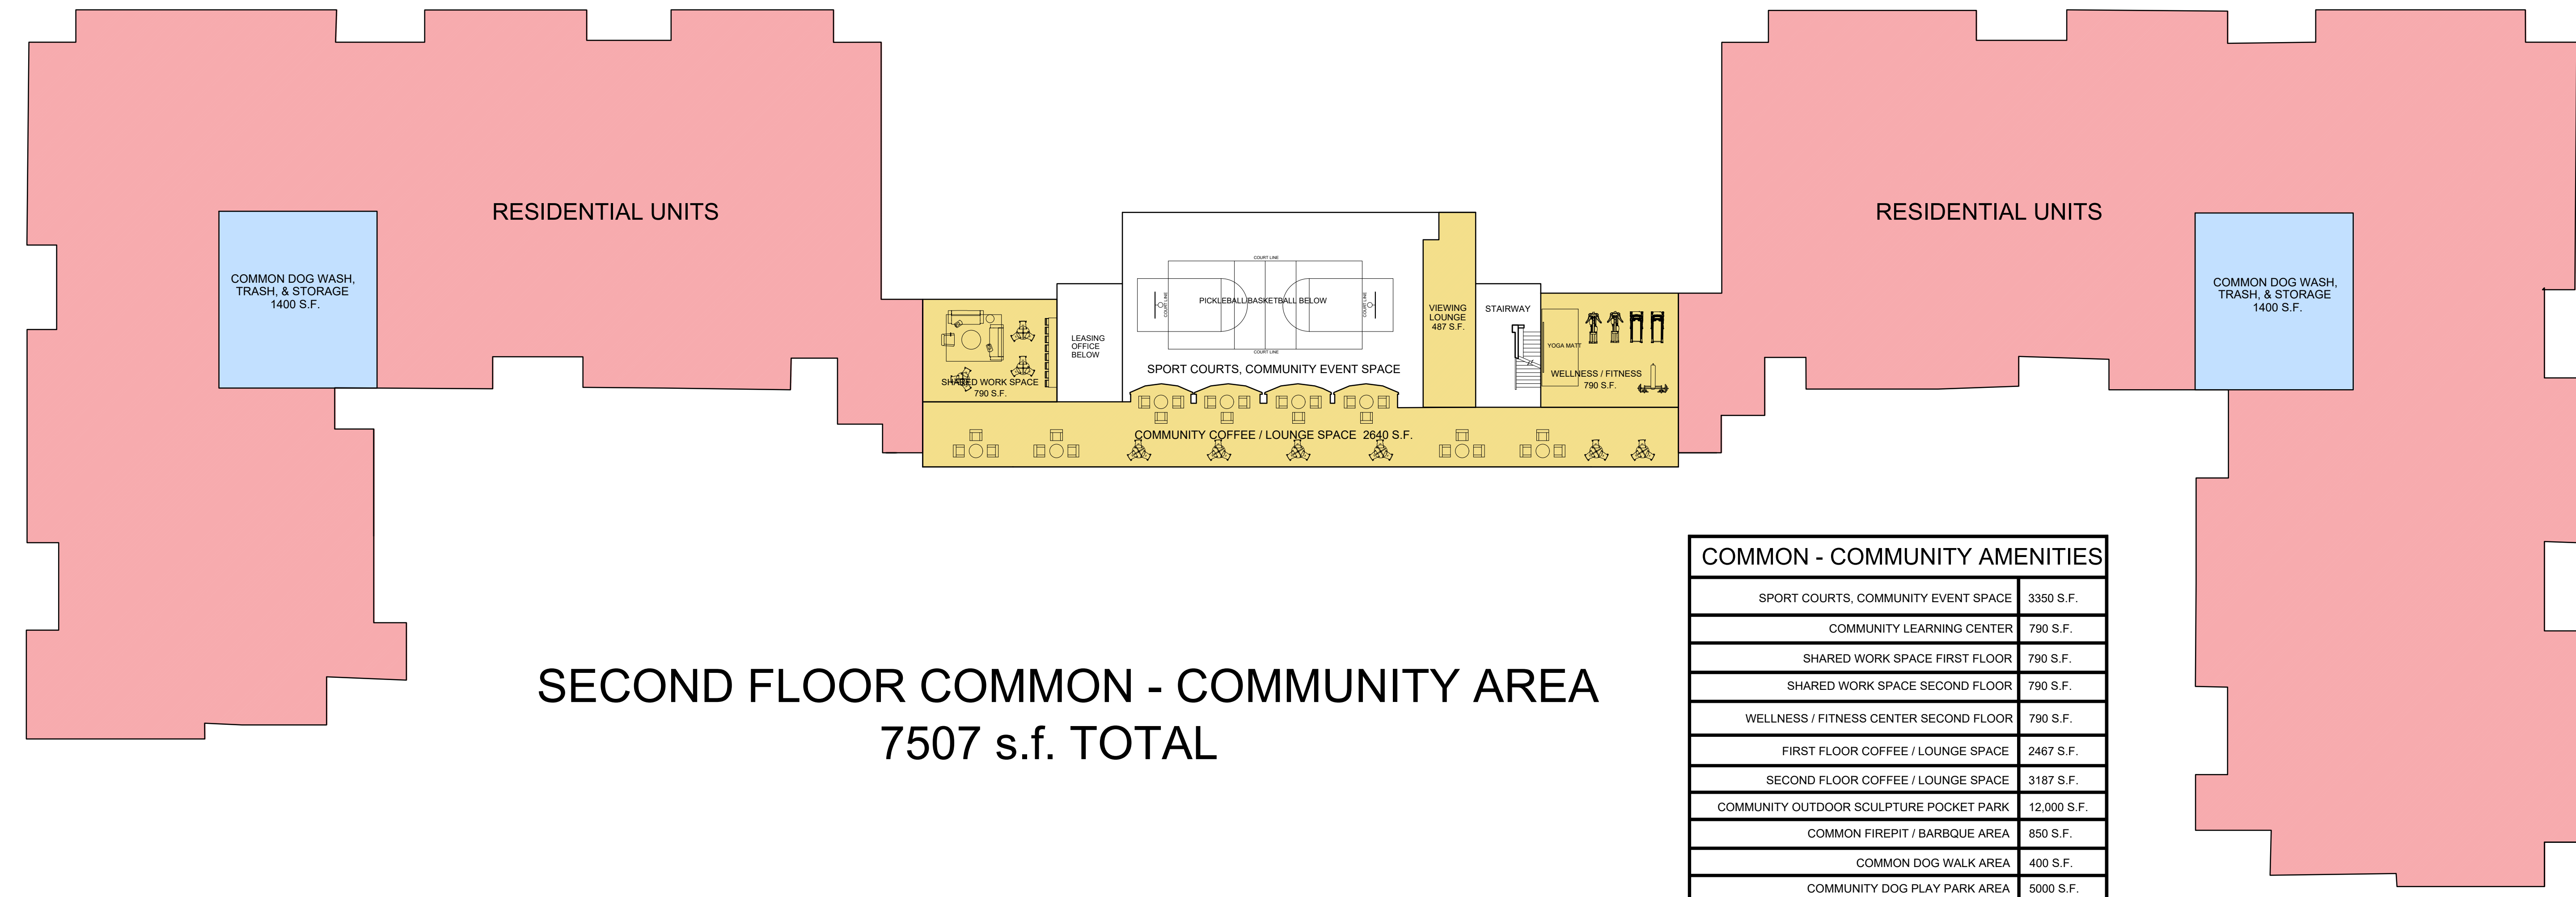 RESIDENTIAL UNITS
COMMON DOG WASH,
TRASH, & STORAGE
1400 S.F.
SHARED WORK SPACE
790 S.F.
LEASING
OFFICE
BELOW
COURT LINE
COURT LINE
PICKLEBALL/BASKETBALL BELOW
COURT LINE
COURT LINE
SPORT COURTS, COMMUNITY EVENT SPACE
VIEWING
LOUNGE
487 S.F.
STAIRWAY
YOGA MATT
WELLNESS / FITNESS
790 S.F.
COMMUNITY COFFEE / LOUNGE SPACE 2640 S.F.
RESIDENTIAL UNITS
COMMON DOG WASH,
TRASH, & STORAGE
1400 S.F.
SECOND FLOOR COMMON - COMMUNITY AREA
7507 s.f. TOTAL
COMMON - COMMUNITY AMENITIES
SPORT COURTS, COMMUNITY EVENT SPACE 3350 S.F.
COMMUNITY LEARNING CENTER 790 S.F.
SHARED WORK SPACE FIRST FLOOR 790 S.F.
SHARED WORK SPACE SECOND FLOOR 790 S.F.
WELLNESS / FITNESS CENTER SECOND FLOOR 790 S.F.
FIRST FLOOR COFFEE / LOUNGE SPACE 2467 S.F.
SECOND FLOOR COFFEE / LOUNGE SPACE 3187 S.F.
COMMUNITY OUTDOOR SCULPTURE POCKET PARK 12,000 S.F.
COMMON FIREPIT / BARBQUE AREA 850 S.F.
COMMON DOG WALK AREA 400 S.F.
COMMUNITY DOG PLAY PARK AREA 5000 S.F.